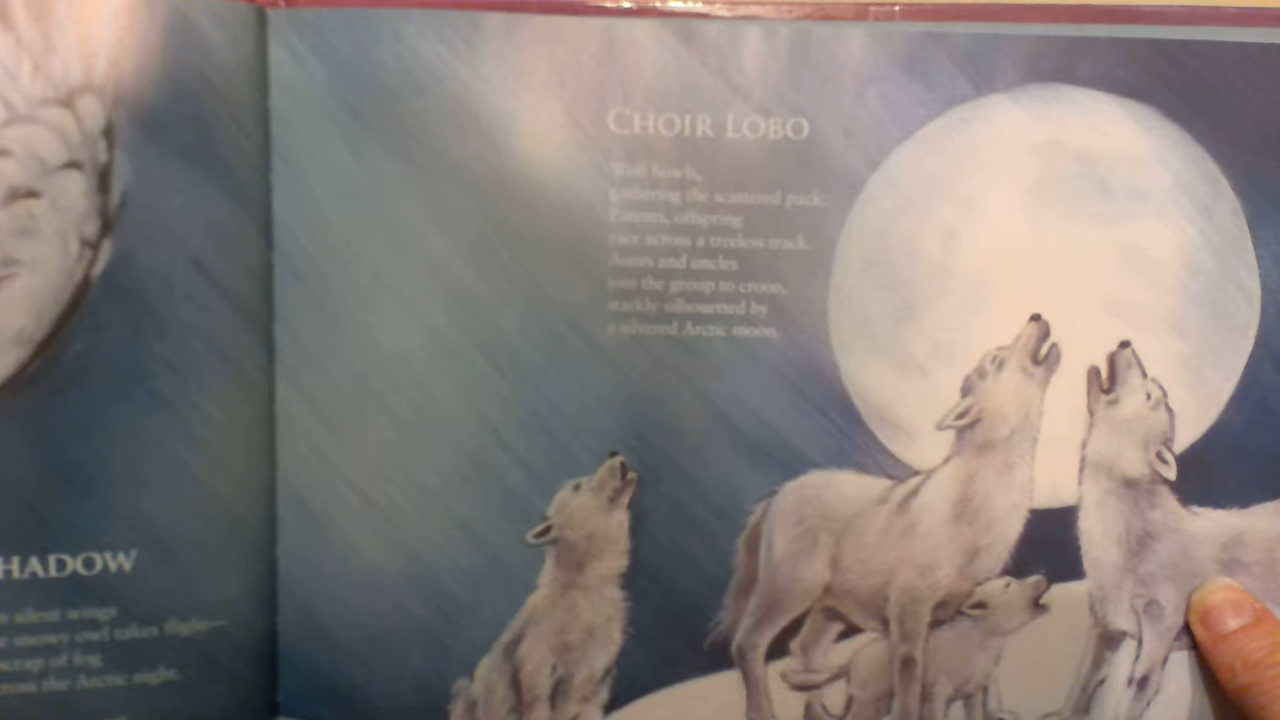 CHOIR LOBO
Wolf howls,
gathering the scattered pack.
Parents, offspring
race across a treeless track.
Aunts and uncles
join the group to croon,
starkly silhouetted by
a silvered Arctic moon.
HADOW
silent wings
snowy owl takes flight—
scrap of fog
the Arctic night.